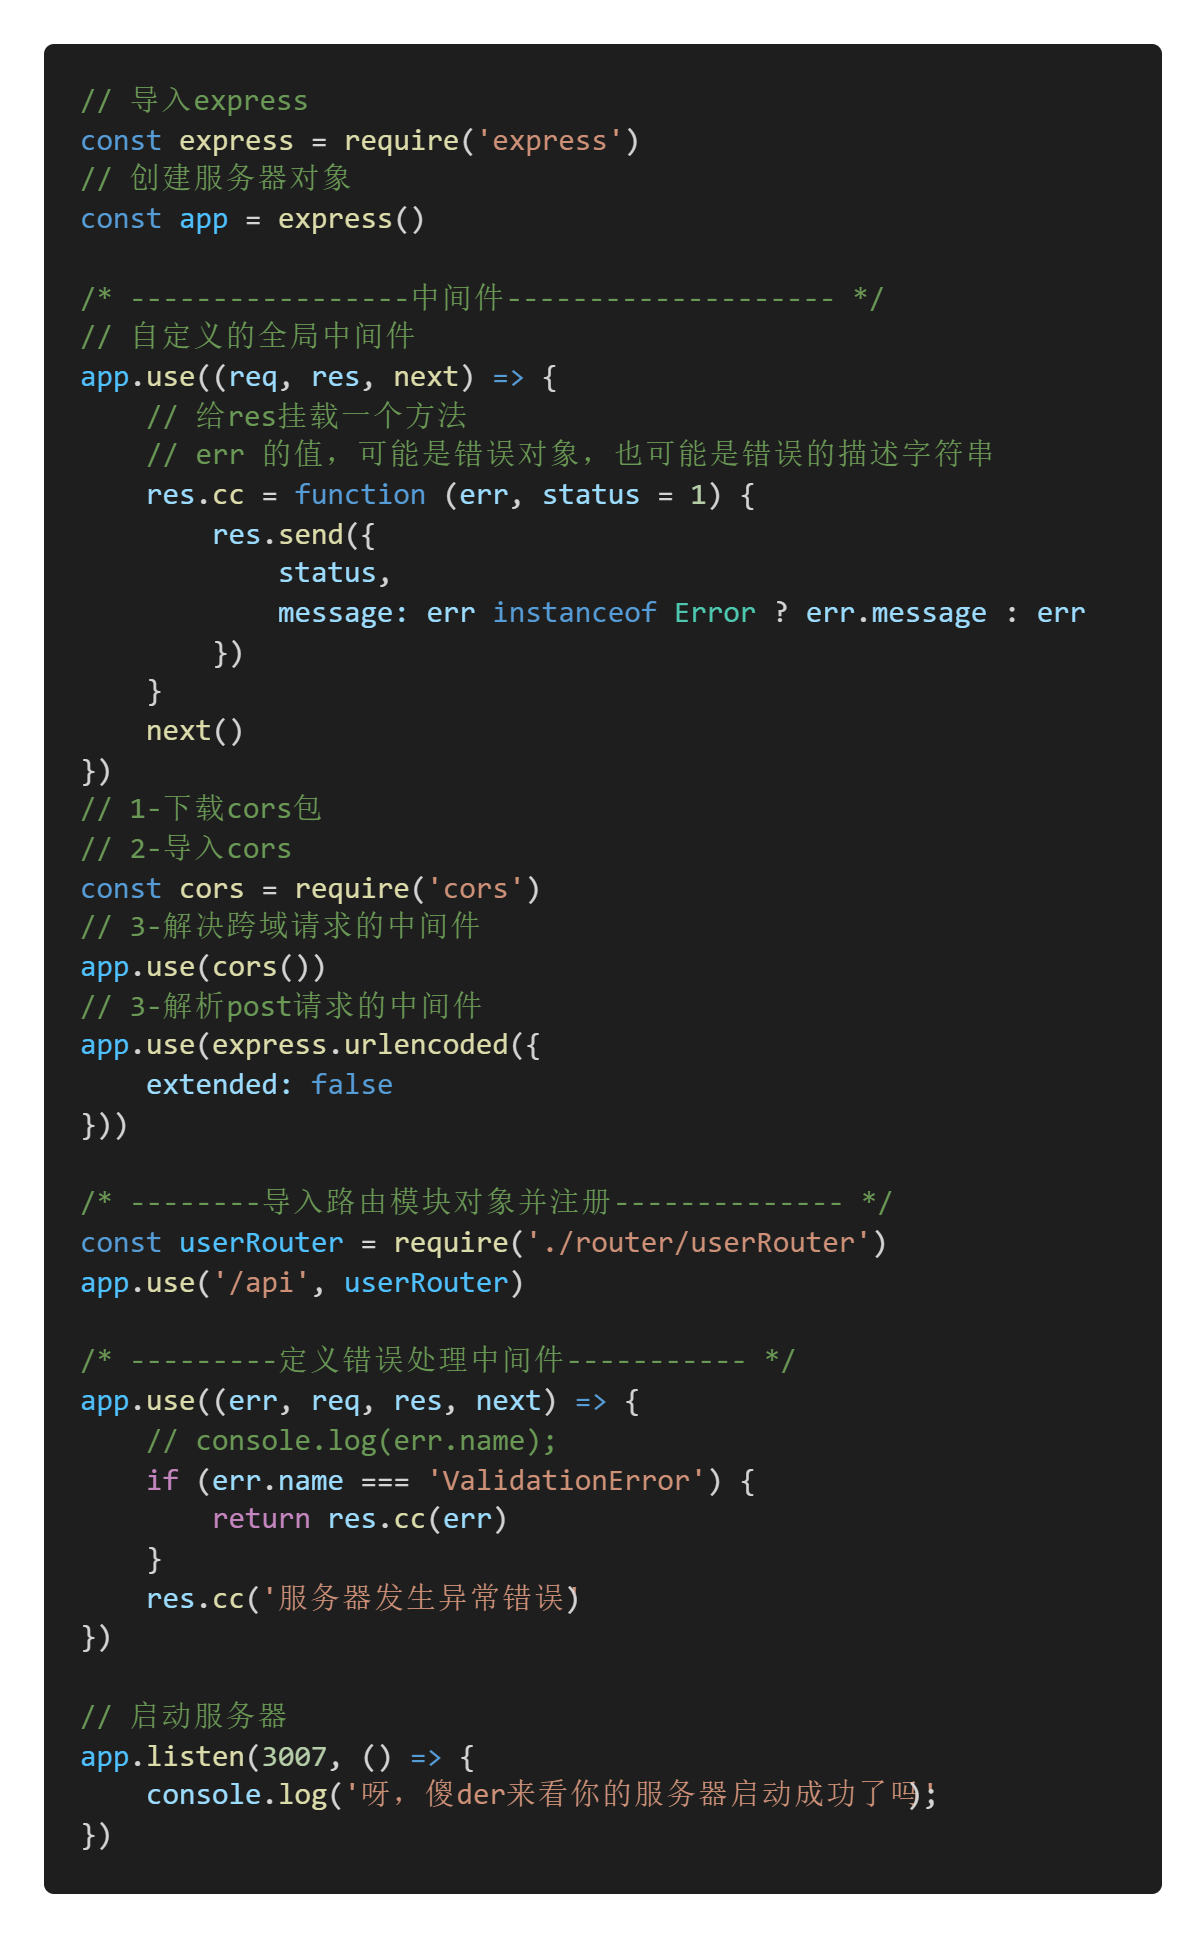 // 导入express
const express = require('express')
// 创建服务器对象
const app = express()
/* -----------------中间件-------------------- */
// 自定义的全局中间件
app.use((req, res, next) => {
    // 给res挂载一个方法
    // err 的值，可能是错误对象，也可能是错误的描述字符串
    res.cc = function (err, status = 1) {
        res.send({
            status,
            message: err instanceof Error ? err.message : err
        })
    }
    next()
})
// 1-下载cors包
// 2-导入cors
const cors = require('cors')
// 3-解决跨域请求的中间件
app.use(cors())
// 3-解析post请求的中间件
app.use(express.urlencoded({
    extended: false
}))
/* --------导入路由模块对象并注册-------------- */
const userRouter = require('./router/userRouter')
app.use('/api', userRouter)
/* ---------定义错误处理中间件----------- */
app.use((err, req, res, next) => {
    // console.log(err.name);
    if (err.name === 'ValidationError') {
        return res.cc(err)
    }
    res.cc('服务器发生异常错误')
})
// 启动服务器
app.listen(3007, () => {
    console.log('呀，傻der来看你的服务器启动成功了吗');
})